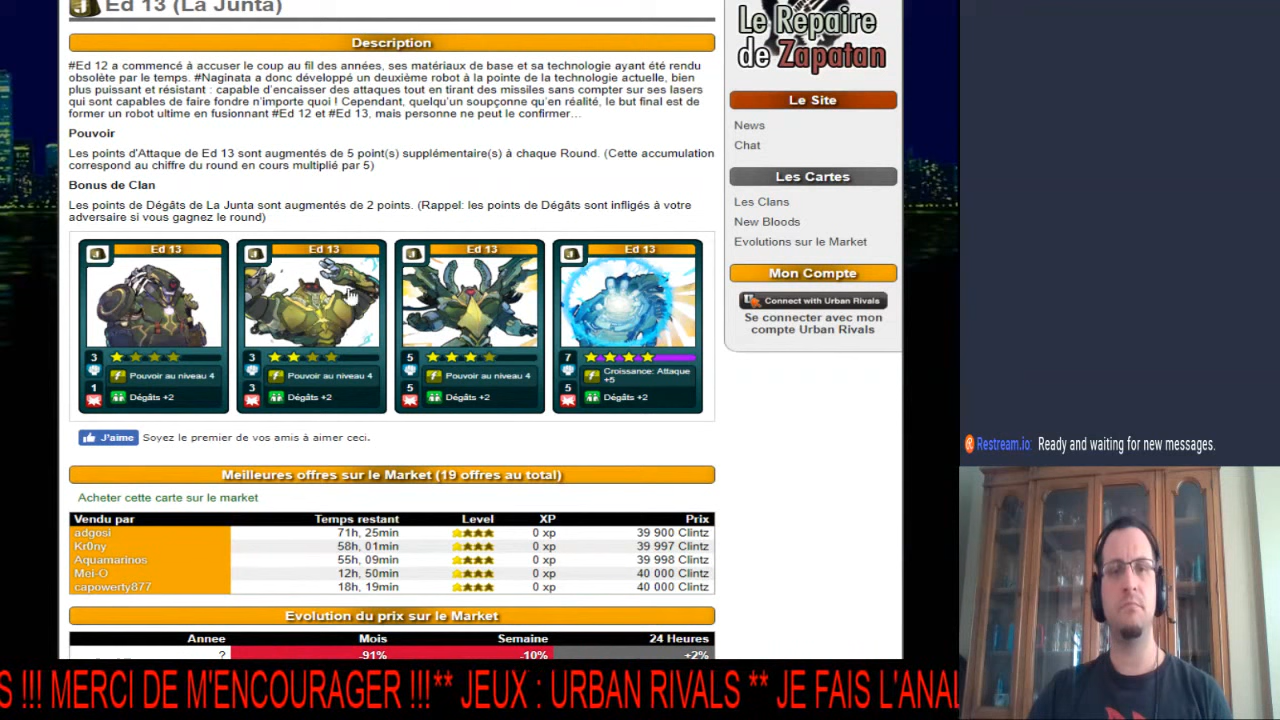 Ed 13 (La Junta)
Description
#Ed 12 a commencé à accuser le coup au fil des années, ses matériaux de base et sa technologie ayant été rendu
obsolète par le temps. #Naginata a donc développé un deuxième robot à la pointe de la technologie actuelle, bien
plus puissant et résistant : capable d'encaisser des attaques tout en tirant des missiles sans compter sur ses lasers
qui sont capables de faire fondre n'importe quoi ! Cependant, quelqu'un soupçonne qu'en réalité, le but final est de
former un robot ultime en fusionnant #Ed 12 et #Ed 13, mais personne ne peut le confirmer...
Pouvoir
Les points d'Attaque de Ed 13 sont augmentés de 5 point(s) supplémentaire(s) à chaque Round. (Cette accumulation
correspond au chiffre du round en cours multiplié par 5)
Bonus de Clan
Les points de Dégâts de La Junta sont augmentés de 2 points. (Rappel: les points de Dégâts sont infligés à votre
adversaire si vous gagnez le round)
Ed 13
3
Pouvoir au niveau 4
1
Dégâts +2
Ed 13
3
Pouvoir au niveau 4
3
Dégâts +2
Ed 13
5
Pouvoir au niveau 4
5
Dégâts +2
Ed 13
7
Croissance: Attaque
+5
5
Dégâts +2
J'aime Soyez le premier de vos amis à aimer ceci.
Meilleures offres sur le Market (19 offres au total)
Acheter cette carte sur le market
Vendu par Temps restant Level XP Prix
adgosi 71h, 25min 0 xp 39 900 Clintz
Kr0ny 58h, 01min 0 xp 39 997 Clintz
Aquamarinos 55h, 09min 0 xp 39 998 Clintz
Mei-O 12h, 50min 0 xp 40 000 Clintz
capowerty877 18h, 19min 0 xp 40 000 Clintz
Evolution du prix sur le Market
Annee Mois Semaine 24 Heures
? -91% -10% +2%
Le Repaire
de Zapatan
Le Site
News
Chat
Les Cartes
Les Clans
New Bloods
Evolutions sur le Market
Mon Compte
Connect with Urban Rivals
Se connecter avec mon
compte Urban Rivals
Restream.io Ready and waiting for new messages.
S !!! MERCI DE M'ENCOURAGER !!!** JEUX : URBAN RIVALS ** JE FAIS L'ANAL